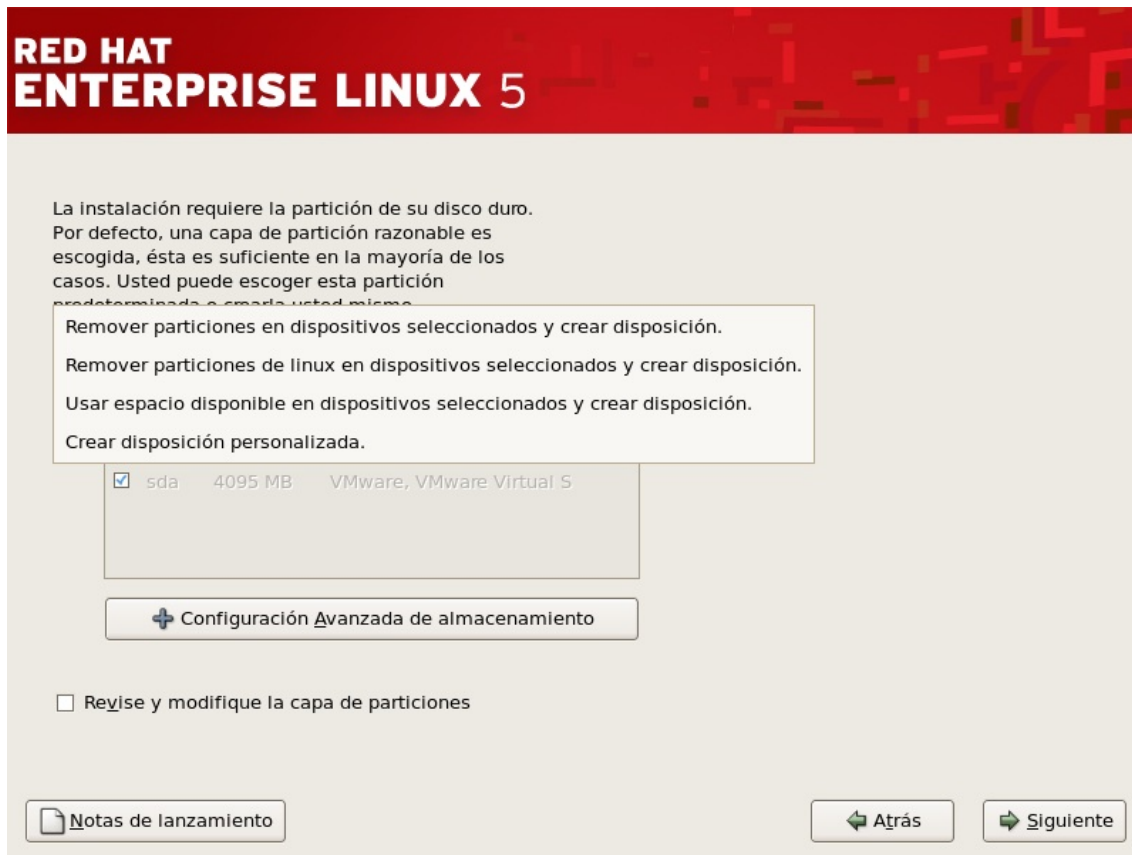 RED HAT
ENTERPRISE LINUX 5
La instalación requiere la partición de su disco duro.
Por defecto, una capa de partición razonable es
escogida, ésta es suficiente en la mayoría de los
casos. Usted puede escoger esta partición
predeterminada o crearla usted mismo
Remover particiones en dispositivos seleccionados y crear disposición.
Remover particiones de linux en dispositivos seleccionados y crear disposición.
Usar espacio disponible en dispositivos seleccionados y crear disposición.
Crear disposición personalizada.
sda 4095 MB VMware, VMware Virtual S
Configuración Avanzada de almacenamiento
Revise y modifique la capa de particiones
Notas de lanzamiento
Atrás
Siguiente